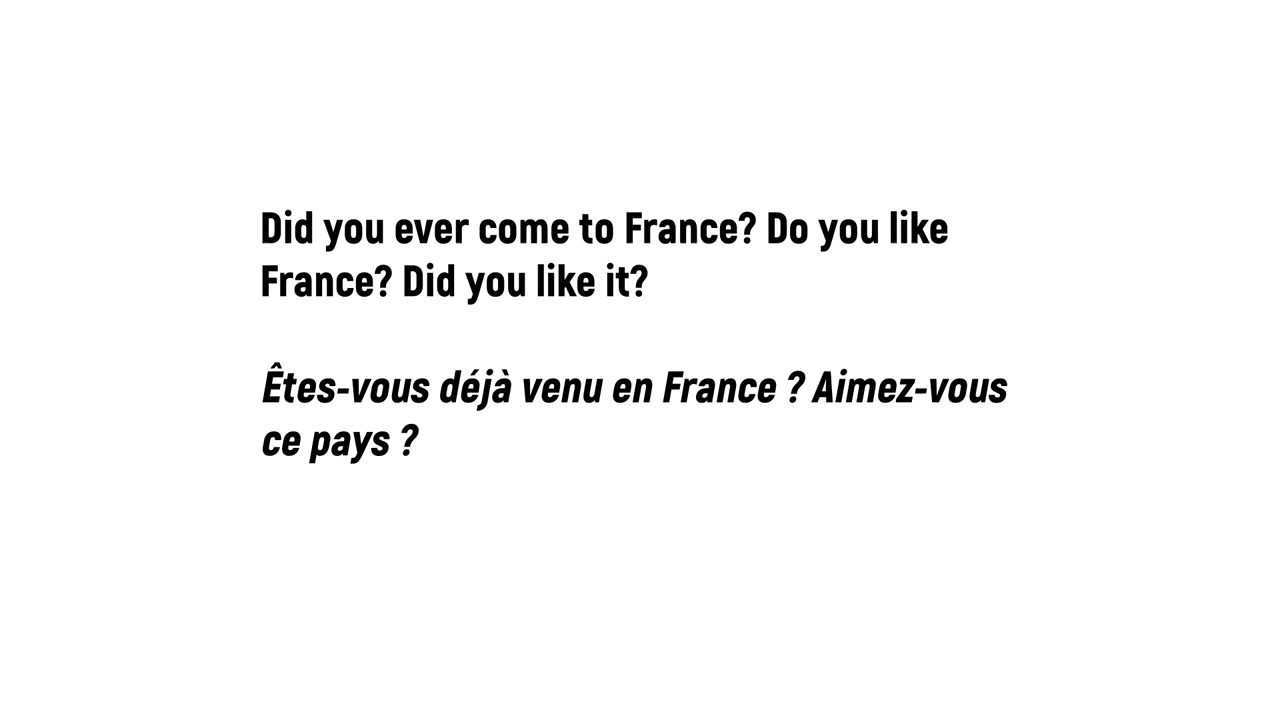 Did you ever come to France? Do you like
France? Did you like it?
Êtes-vous déjà venu en France ? Aimez-vous
ce pays ?